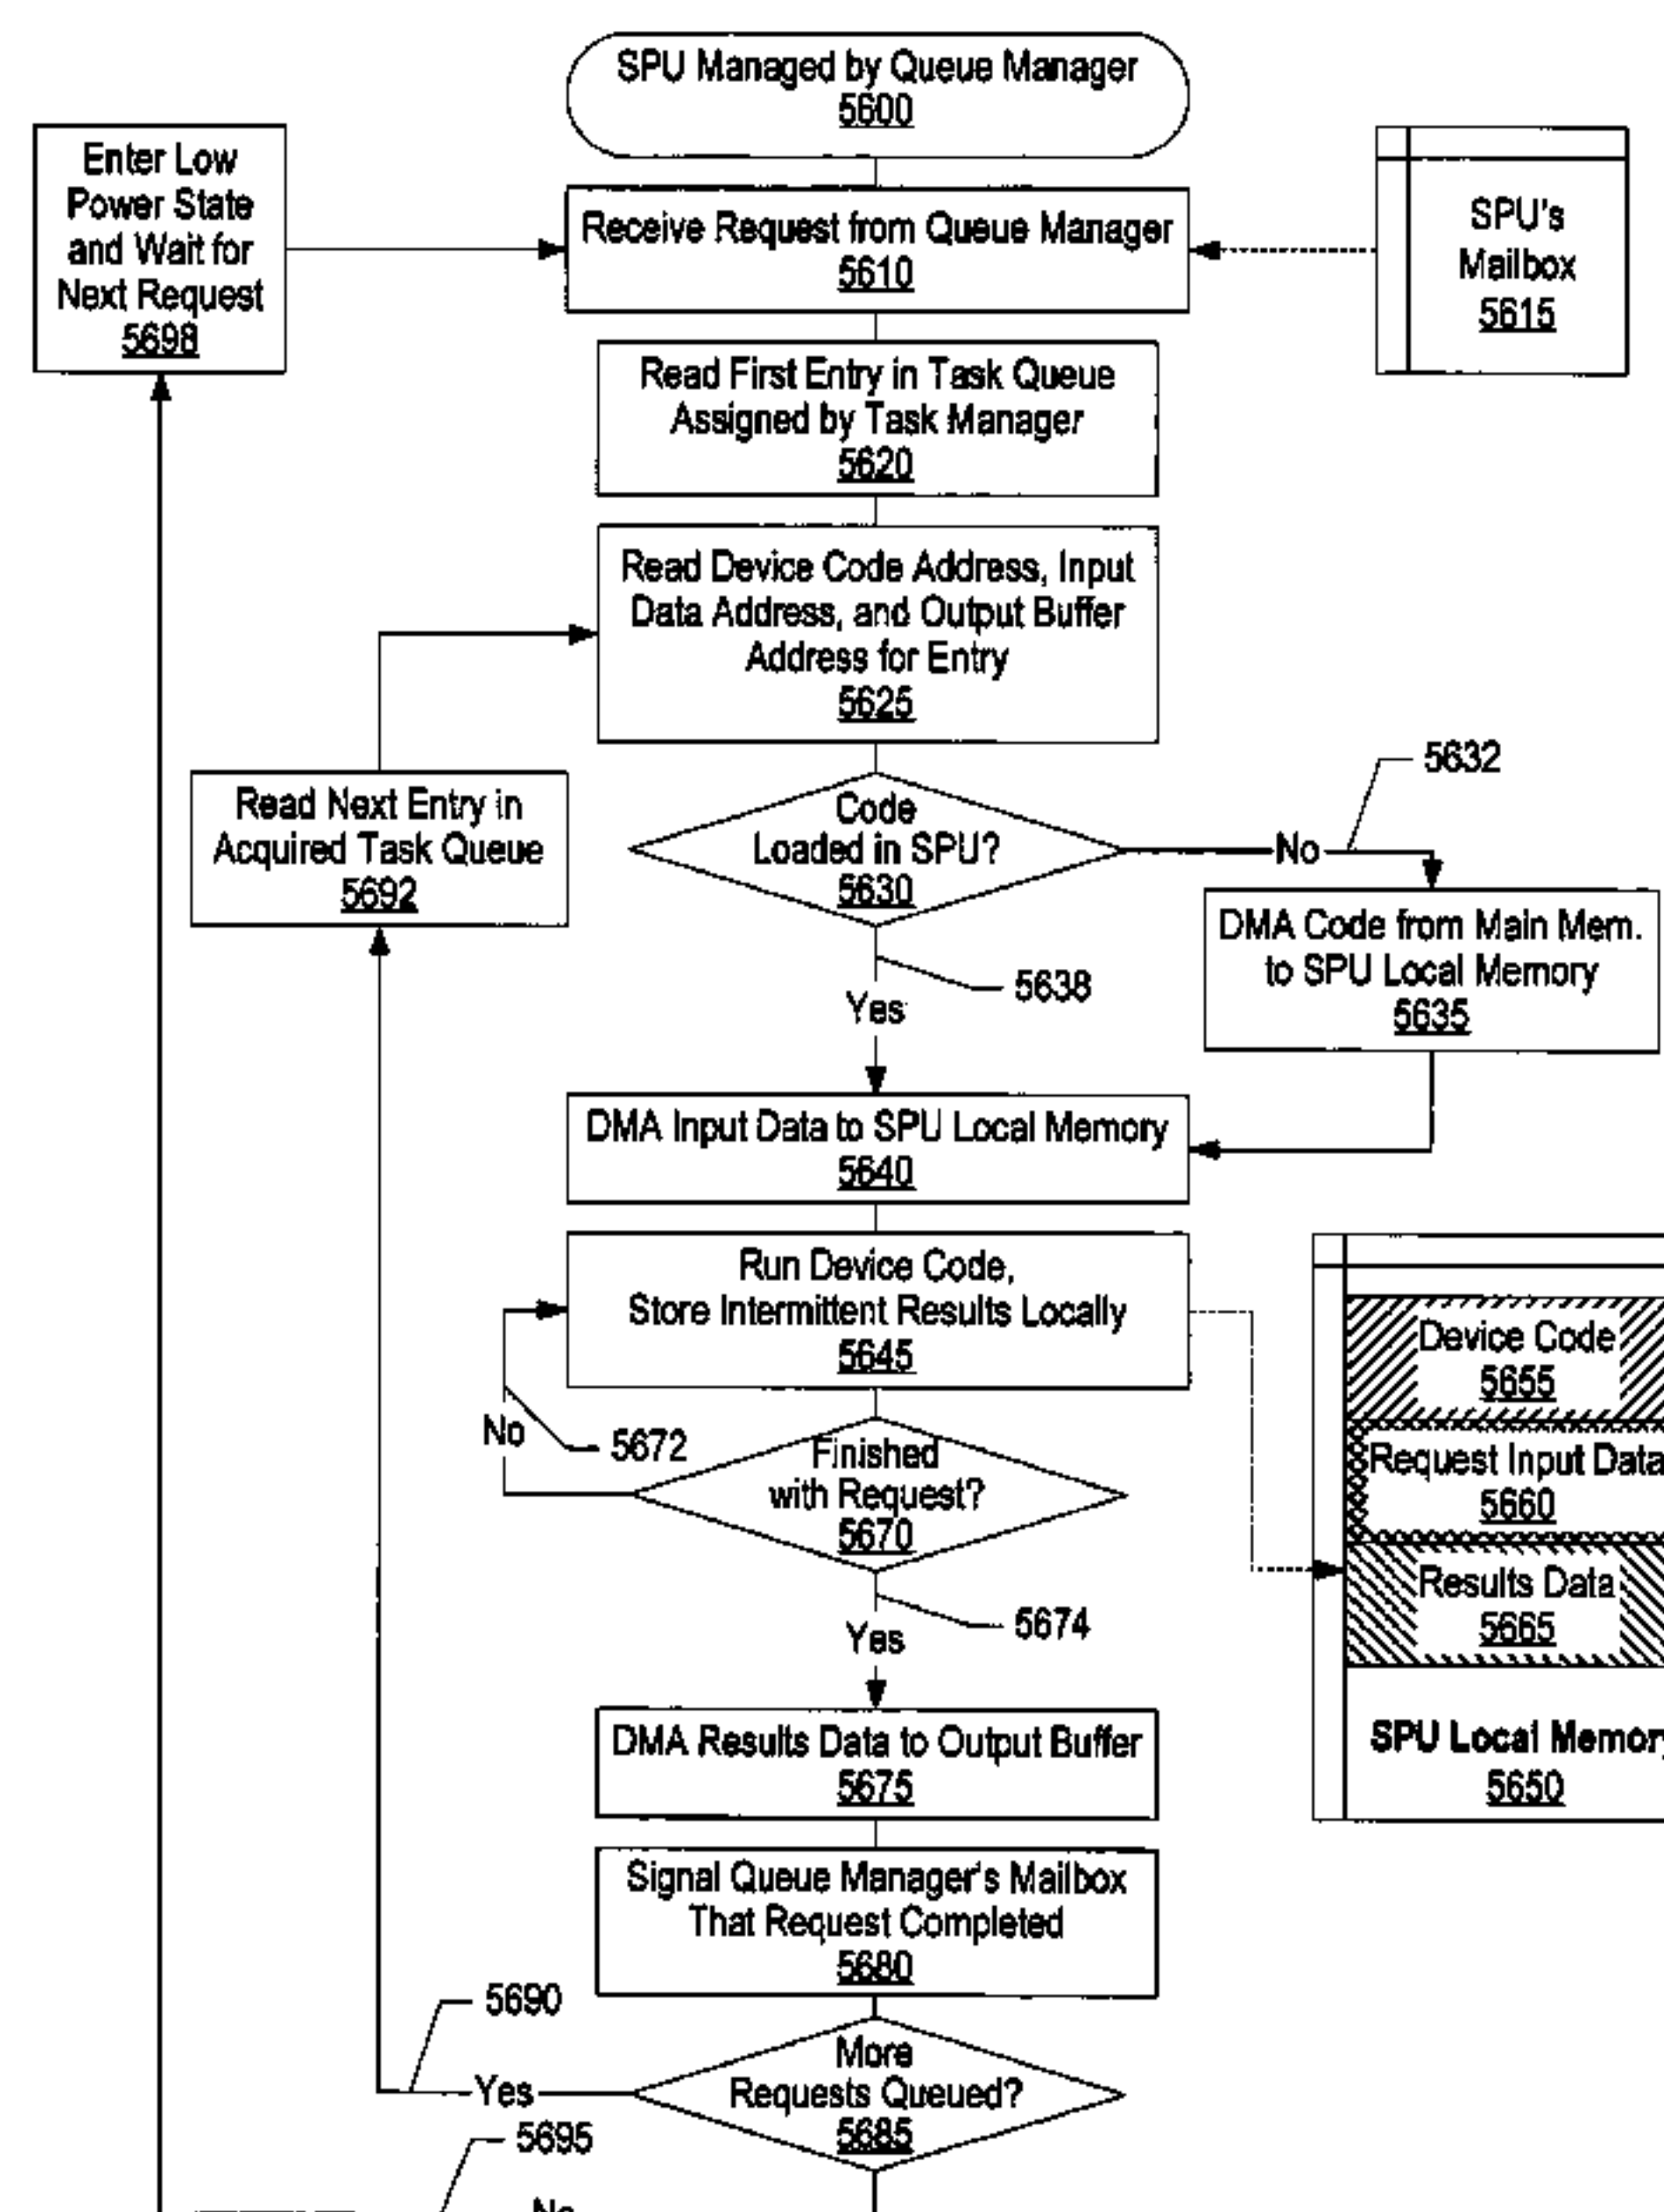 SPU Managed by Queue Manager
5600
Enter Low
Power State
and Wait for
Next Request
5698
Receive Request from Queue Manager
5610
SPU's
Mailbox
5615
Read First Entry in Task Queue
Assigned by Task Manager
5620
Read Device Code Address, Input
Data Address, and Output Buffer
Address for Entry
5625
Read Next Entry in
Acquired Task Queue
5692
Code
Loaded in SPU?
5630
No
5632
DMA Code from Main Mem.
to SPU Local Memory
5635
5638
Yes
DMA Input Data to SPU Local Memory
5640
Run Device Code,
Store Intermittent Results Locally
5645
No
5672
Finished
with Request?
5670
Device Code
5655
Request Input Data
5660
Results Data
5665
SPU Local Memory
5650
5674
Yes
DMA Results Data to Output Buffer
5675
Signal Queue Manager's Mailbox
That Request Completed
5680
5690
Yes
More
Requests Queued?
5685
5695
No